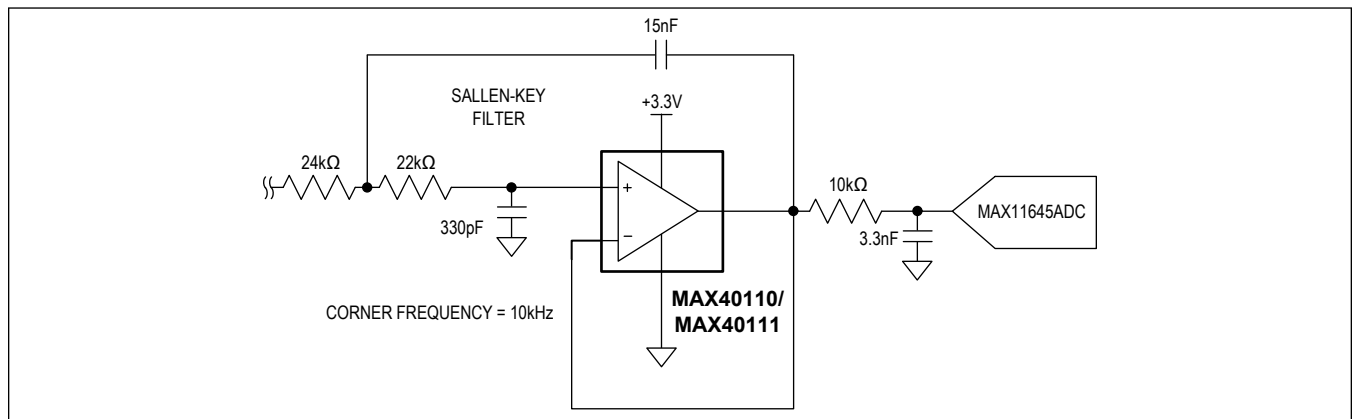 15nF
SALLEN-KEY
FILTER
+3.3V
24kΩ
22kΩ
+
10kΩ
MAX11645ADC
330pF
−
3.3nF
MAX40110/
MAX40111
CORNER FREQUENCY = 10kHz